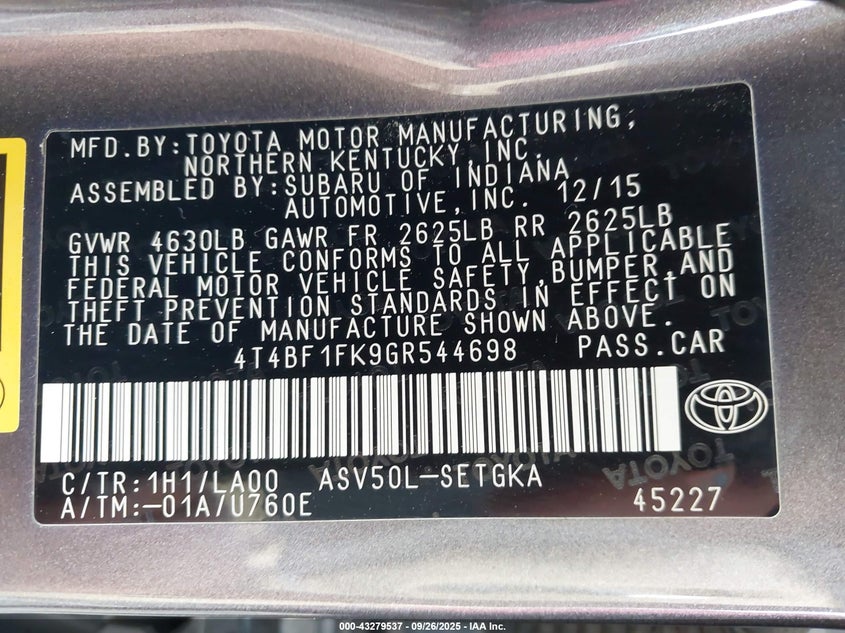 MFD.BY:TOYOTA MOTOR MANUFACTURING,
NORTHERN KENTUCKY,INC.
ASSEMBLED BY:SUBARU OF INDIANA
AUTOMOTIVE,INC. 12/15
GVWR 4630LB GAWR FR 2625LB RR 2625LB
THIS VEHICLE CONFORMS TO ALL APPLICABLE
FEDERAL MOTOR VEHICLE SAFETY,BUMPER,AND
THEFT PREVENTION STANDARDS IN EFFECT ON
THE DATE OF MANUFACTURE SHOWN ABOVE.
4T4BF1FK9GR544698 PASS.CAR
C/TR:1H1/LA00 ASV50L-SETGKA
A/TM:-01A/U760E 45227
000-43279537 - 09/26/2025 - IAA Inc.